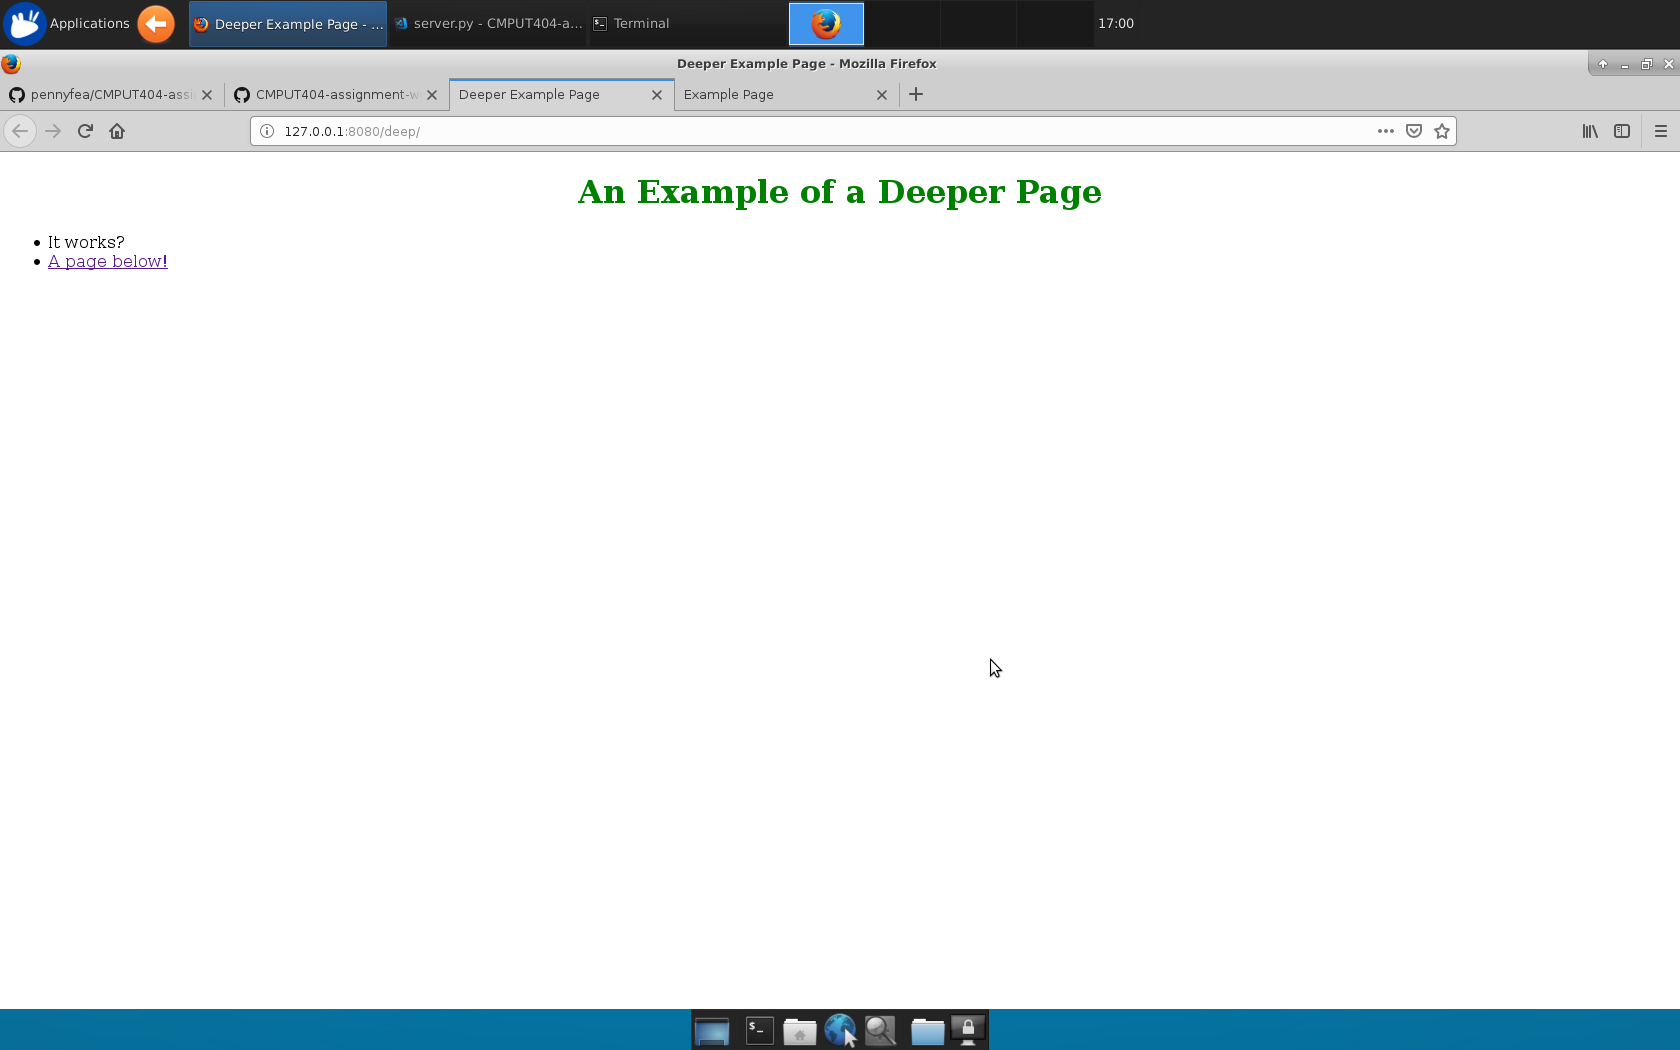 Applications
Deeper Example Page - ...
server.py - CMPUT404-a...
Terminal
17:00
Deeper Example Page - Mozilla Firefox
pennyfea/CMPUT404-assi
CMPUT404-assignment-w
Deeper Example Page
Example Page
127.0.0.1:8080/deep/
An Example of a Deeper Page
• It works?
• A page below!
$_